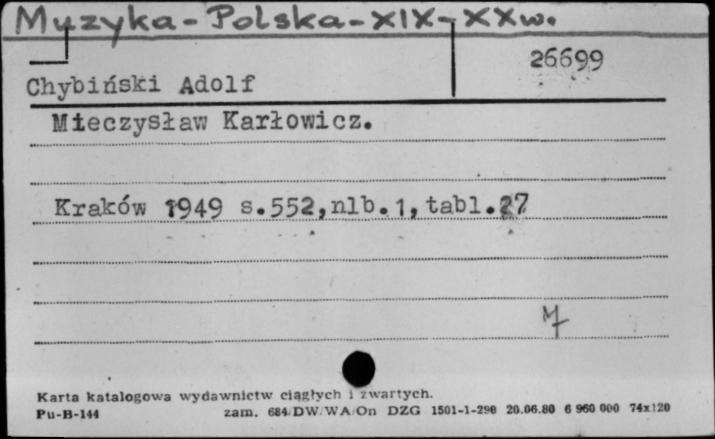 Muzyka-Polska-XIX-XXw.
26699
Chybiński Adolf
Mieczysław Karłowicz.
Kraków 1949 s.552,nlb.1,tabl.27
M
Karta katalogowa wydawnictw ciągłych i zwartych.
Pu-B-144 zam. 684/DW/WA/On DZG 1501-1-290 20.06.80 6 960 000 74x120